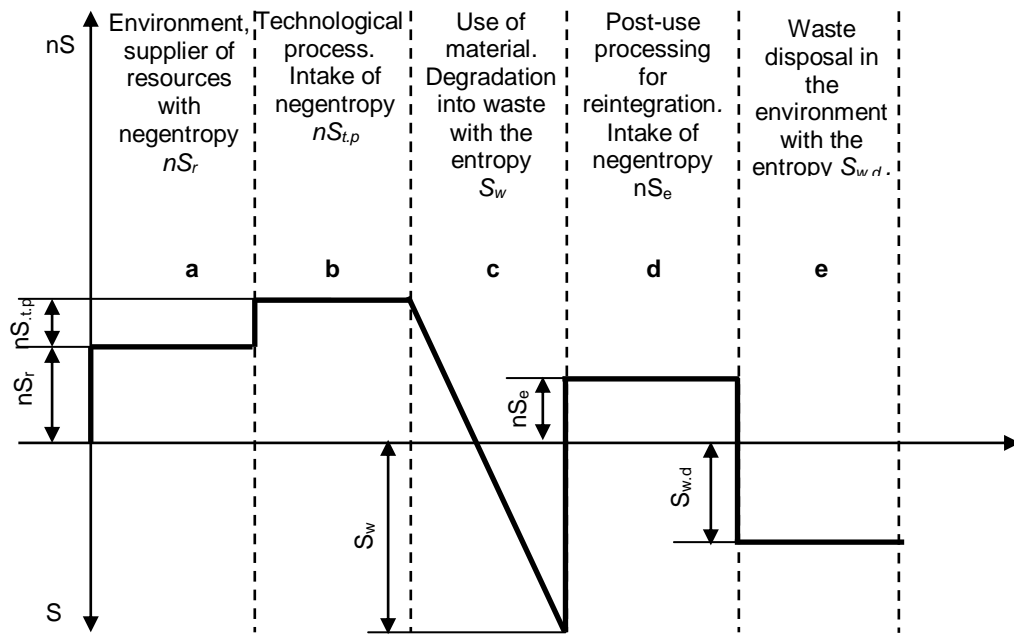 nS
Environment,
supplier of
resources
with
negentropy
nSr
Technological
process.
Intake of
negentropy
nSt.p
Use of
material.
Degradation
into waste
with the
entropy
Sw
Post-use
processing
for
reintegration.
Intake of
negentropy
nSe
Waste
disposal in
the
environment
with the
entropy Sw.d.
a
b
c
d
e
nS.t.p
nSr
nSe
Sw
Sw.d
S